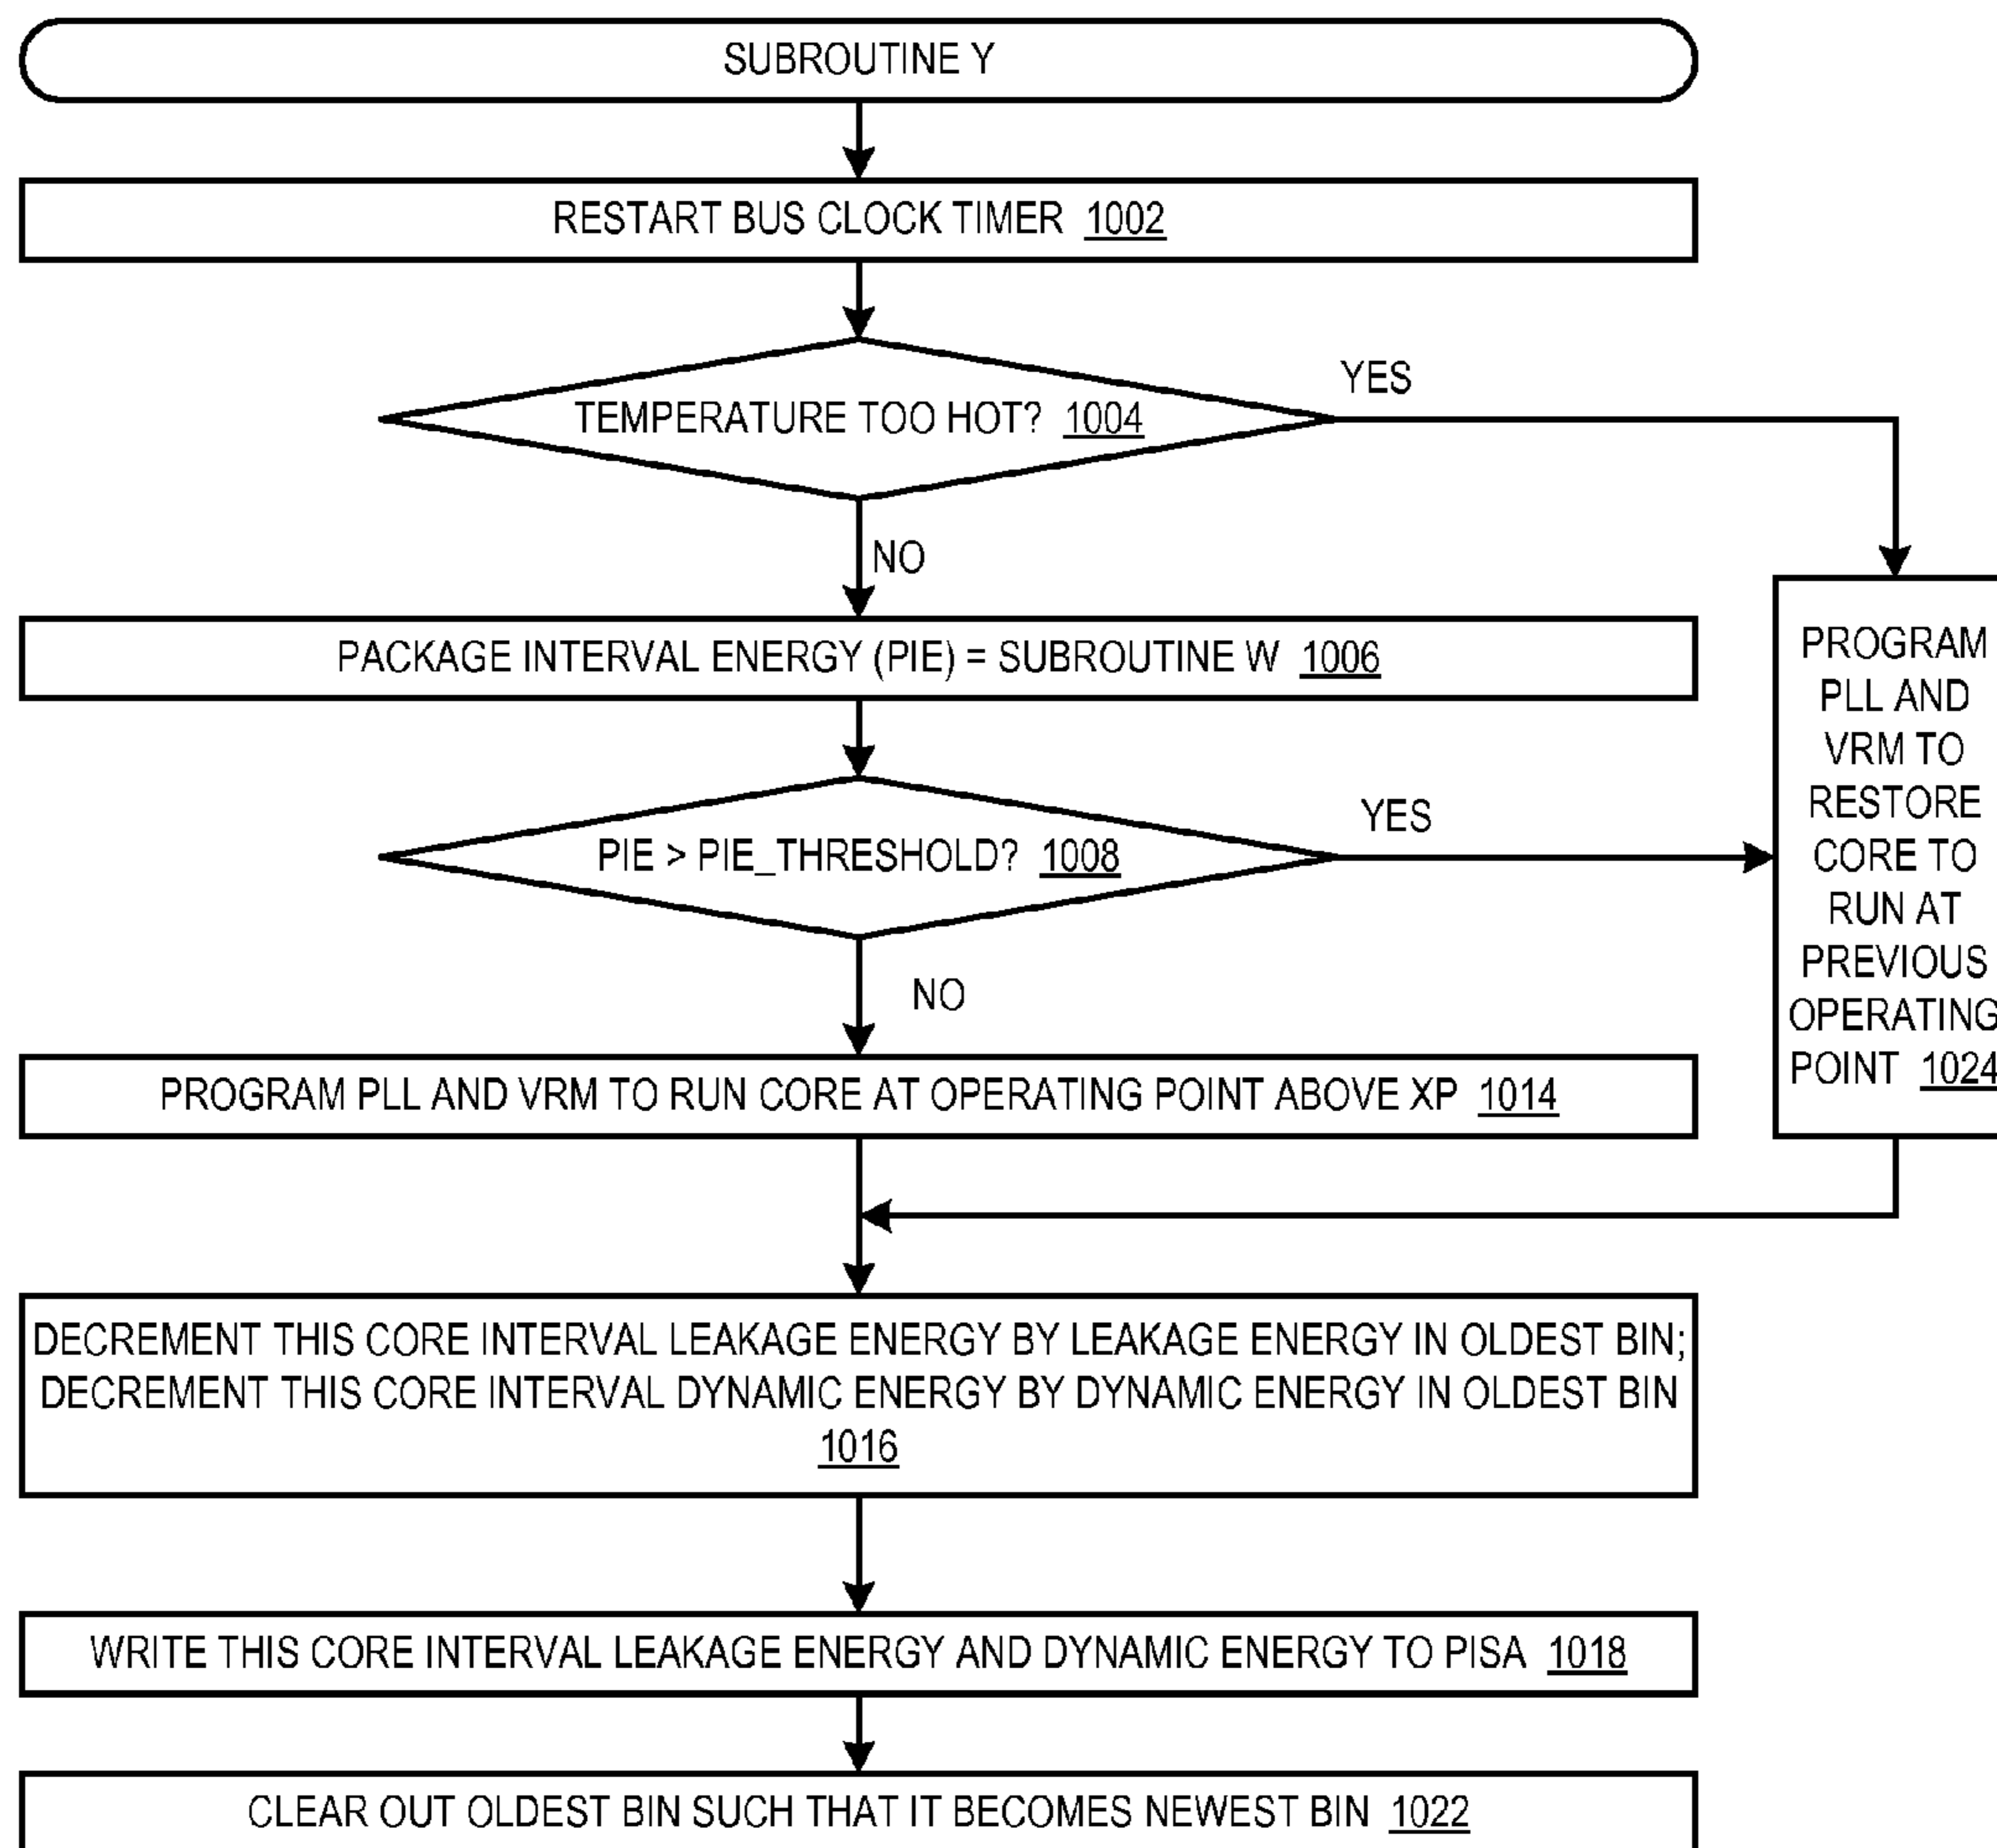 SUBROUTINE Y
RESTART BUS CLOCK TIMER 1002
TEMPERATURE TOO HOT? 1004
YES
NO
PACKAGE INTERVAL ENERGY (PIE) = SUBROUTINE W 1006
PIE > PIE_THRESHOLD? 1008
YES
NO
PROGRAM
PLL AND
VRM TO
RESTORE
CORE TO
RUN AT
PREVIOUS
OPERATING
POINT 1024
PROGRAM PLL AND VRM TO RUN CORE AT OPERATING POINT ABOVE XP 1014
DECREMENT THIS CORE INTERVAL LEAKAGE ENERGY BY LEAKAGE ENERGY IN OLDEST BIN;
DECREMENT THIS CORE INTERVAL DYNAMIC ENERGY BY DYNAMIC ENERGY IN OLDEST BIN
1016
WRITE THIS CORE INTERVAL LEAKAGE ENERGY AND DYNAMIC ENERGY TO PISA 1018
CLEAR OUT OLDEST BIN SUCH THAT IT BECOMES NEWEST BIN 1022